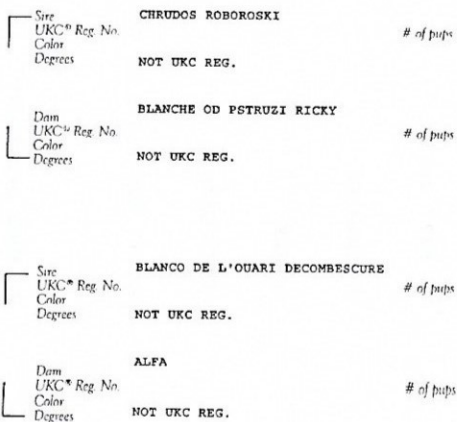 Sire CHRUDOS ROBOROSKI
UKC® Reg. No. # of pups
Color
Degrees NOT UKC REG.
Dam BLANCHE OD PSTRUZI RICKY
UKC® Reg. No. # of pups
Color
Degrees NOT UKC REG.
Sire BLANCO DE L'OUARI DECOMBESCURE
UKC® Reg. No. # of pups
Color
Degrees NOT UKC REG.
Dam ALFA
UKC® Reg. No. # of pups
Color
Degrees NOT UKC REG.